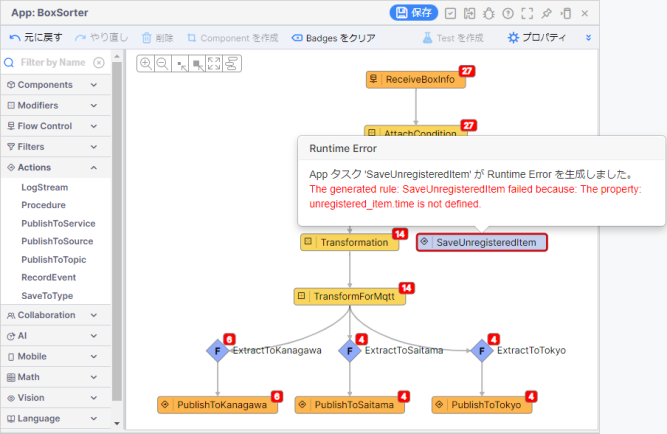 App: BoxSorter
保存
元に戻す
やり直し
削除
Component を作成
Badges をクリア
Test を作成
プロパティ
Filter by Name
Components
Modifiers
Flow Control
Filters
Actions
LogStream
Procedure
PublishToService
PublishToSource
PublishToTopic
RecordEvent
SaveToType
Collaboration
AI
Mobile
Math
Vision
Language
27
ReceiveBoxInfo
27
AttachCondition
Runtime Error
App タスク 'SaveUnregisteredItem' が Runtime Error を生成しました。
The generated rule: SaveUnregisteredItem failed because: The property:
unregistered_item.time is not defined.
14
Transformation
SaveUnregisteredItem
14
TransformForMqtt
6
F
ExtractToKanagawa
4
F
ExtractToSaitama
4
F
ExtractToTokyo
6
PublishToKanagawa
4
PublishToSaitama
4
PublishToTokyo